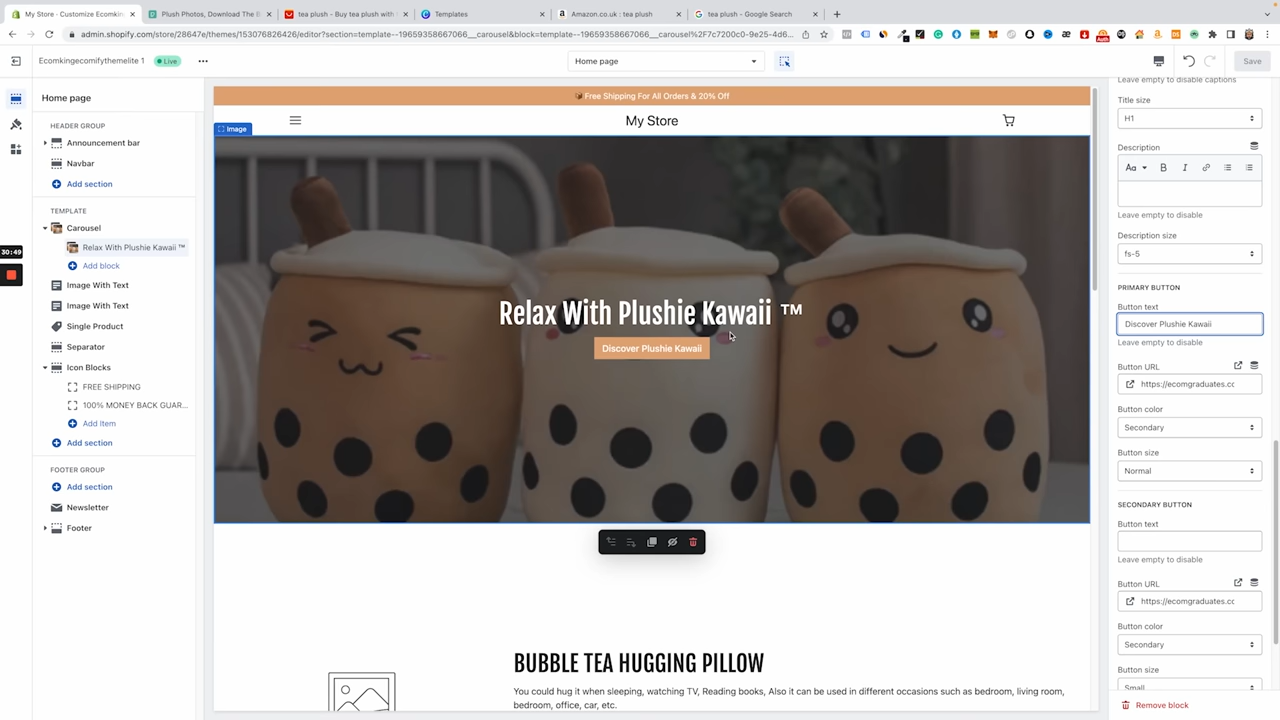 My Store - Customize Ecomkin
Plush Photos, Download The B
tea plush - Buy tea plush with
Templates
Amazon.co.uk : tea plush
tea plush - Google Search
admin.shopify.com/store/28647e/themes/153076826426/editor?section=template--19659358667066__carousel&block=template--19659358667066__carousel%2f7c7200c0-9e25-4d6...
Ecomkingecomifythemelite 1
Live
Home page
Save
Home page
HEADER GROUP
Announcement bar
Navbar
Add section
TEMPLATE
Carousel
Relax With Plushie Kawaii ™
Add block
Image With Text
Image With Text
Single Product
Separator
Icon Blocks
FREE SHIPPING
100% MONEY BACK GUAR...
Add Item
Add section
FOOTER GROUP
Add section
Newsletter
Footer
30:49
Free Shipping For All Orders & 20% Off
Image
My Store
Relax With Plushie Kawaii ™
Discover Plushie Kawaii
BUBBLE TEA HUGGING PILLOW
You could hug it when sleeping, watching TV, Reading books, Also it can be used in different occasions such as bedroom, living room,
bedroom, office, car, etc.
Leave empty to disable captions
Title size
H1
Description
Aa
B
I
Leave empty to disable
Description size
fs-5
PRIMARY BUTTON
Button text
Discover Plushie Kawaii
Leave empty to disable
Button URL
https://ecomgraduates.cc
Button color
Secondary
Button size
Normal
SECONDARY BUTTON
Button text
Leave empty to disable
Button URL
https://ecomgraduates.cc
Button color
Secondary
Button size
Small
Remove block